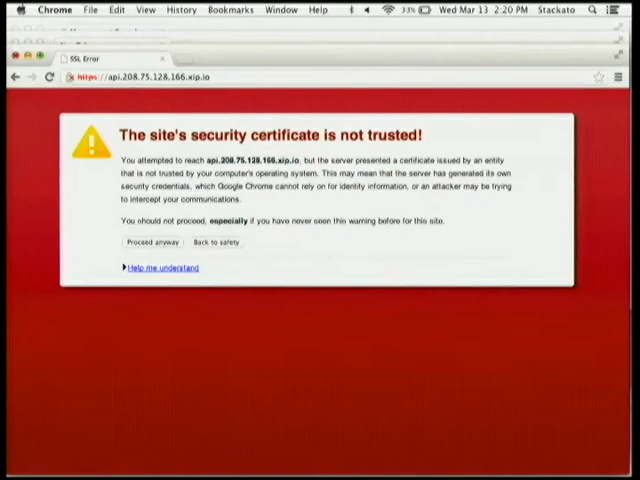 Chrome File Edit View History Bookmarks Window Help 33% Wed Mar 13 2:20 PM Stackato
SSL Error
https://api.208.75.128.166.xip.io
The site's security certificate is not trusted!
You attempted to reach api.208.75.128.166.xip.io, but the server presented a certificate issued by an entity
that is not trusted by your computer's operating system. This may mean that the server has generated its own
security credentials, which Google Chrome cannot rely on for identity information, or an attacker may be trying
to intercept your communications.
You should not proceed, especially if you have never seen this warning before for this site.
Proceed anyway Back to safety
Help me understand